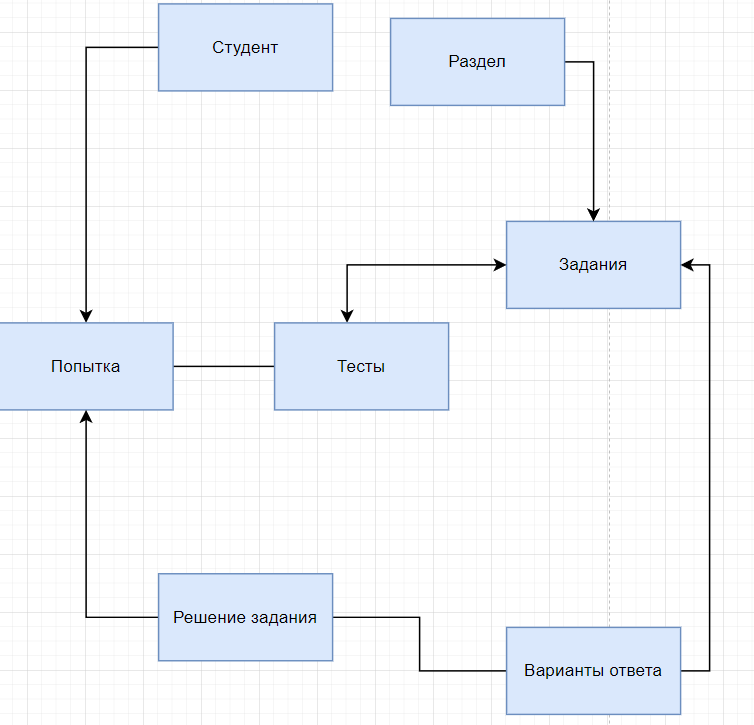 Студент
Раздел
Задания
Попытка
Тесты
Решение задания
Варианты ответа